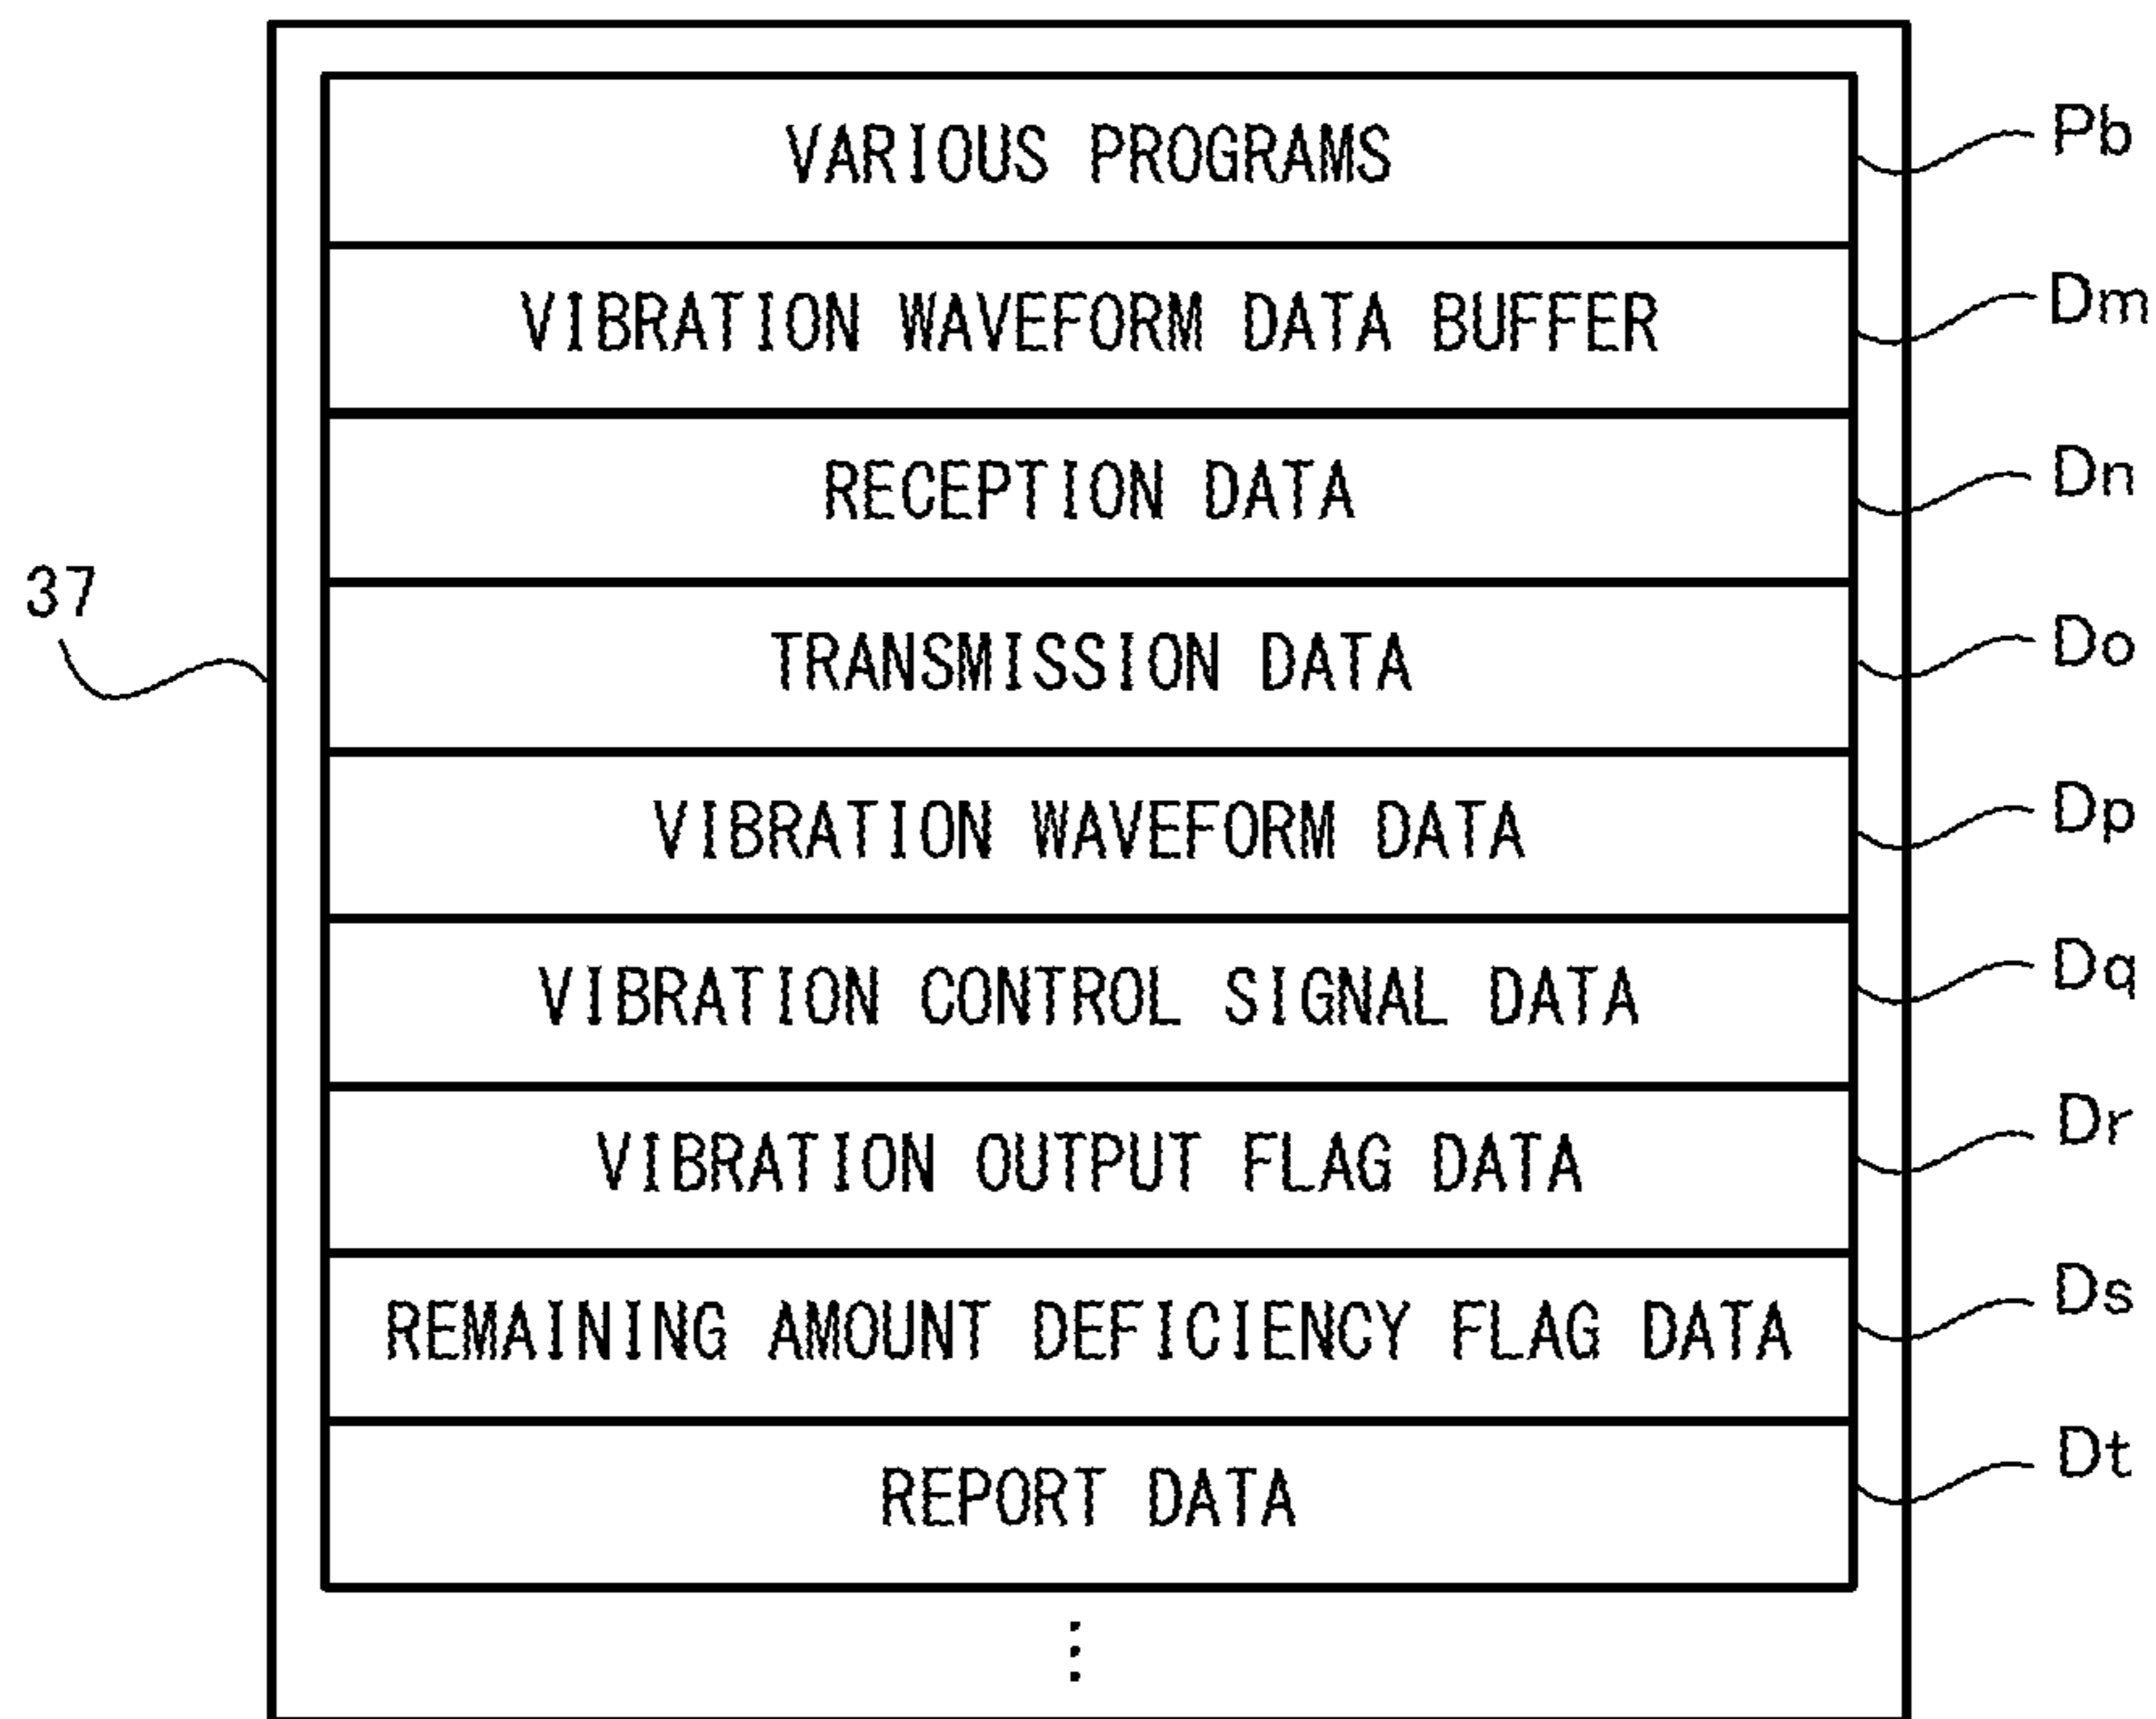 VARIOUS PROGRAMS Pb
VIBRATION WAVEFORM DATA BUFFER Dm
RECEPTION DATA Dn
37
TRANSMISSION DATA Do
VIBRATION WAVEFORM DATA Dp
VIBRATION CONTROL SIGNAL DATA Dq
VIBRATION OUTPUT FLAG DATA Dr
REMAINING AMOUNT DEFICIENCY FLAG DATA Ds
REPORT DATA Dt
⋮